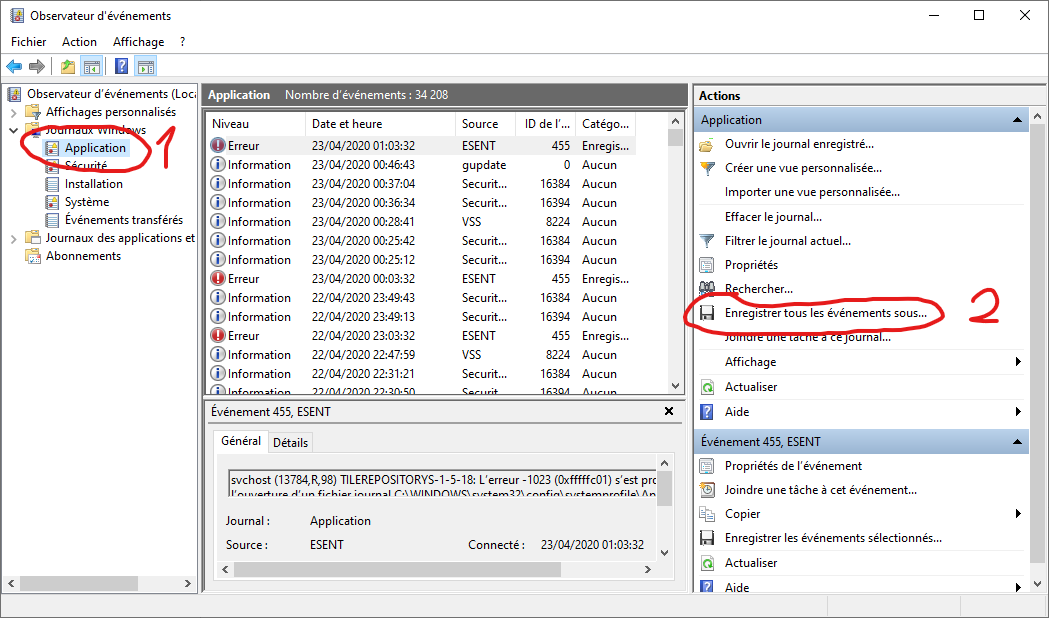 Observateur d'événements
Fichier Action Affichage ?
Observateur d'événements (Loca
Affichages personnalisés
Journaux Windows
Application
Sécurité
Installation
Système
Événements transférés
Journaux des applications et
Abonnements
1
Application Nombre d'événements : 34 208
Niveau Date et heure Source ID de l'... Catégo...
Erreur 23/04/2020 01:03:32 ESENT 455 Enregis...
Information 23/04/2020 00:46:43 gupdate 0 Aucun
Information 23/04/2020 00:37:04 Securit... 16384 Aucun
Information 23/04/2020 00:36:34 Securit... 16394 Aucun
Information 23/04/2020 00:28:41 VSS 8224 Aucun
Information 23/04/2020 00:25:42 Securit... 16384 Aucun
Information 23/04/2020 00:25:12 Securit... 16394 Aucun
Erreur 23/04/2020 00:03:32 ESENT 455 Enregis...
Information 22/04/2020 23:49:43 Securit... 16384 Aucun
Information 22/04/2020 23:49:13 Securit... 16394 Aucun
Erreur 22/04/2020 23:03:32 ESENT 455 Enregis...
Information 22/04/2020 22:47:59 VSS 8224 Aucun
Information 22/04/2020 22:31:21 Securit... 16384 Aucun
Information 22/04/2020 22:30:50 Securit... 16394 Aucun
Événement 455, ESENT
Général Détails
svchost (13784,R,98) TILEREPOSITORYS-1-5-18: L'erreur -1023 (0xfffffc01) s'est pro
l'ouverture d'un fichier journal C:\WINDOWS\system32\config\systemprofile\Ap
Journal : Application
Source : ESENT Connecté : 23/04/2020 01:03:32
Actions
Application
Ouvrir le journal enregistré...
Créer une vue personnalisée...
Importer une vue personnalisée...
Effacer le journal...
Filtrer le journal actuel...
Propriétés
Rechercher...
Enregistrer tous les événements sous...
2
Joindre une tâche à ce journal...
Affichage
Actualiser
Aide
Événement 455, ESENT
Propriétés de l'événement
Joindre une tâche à cet événement...
Copier
Enregistrer les événements sélectionnés...
Actualiser
Aide